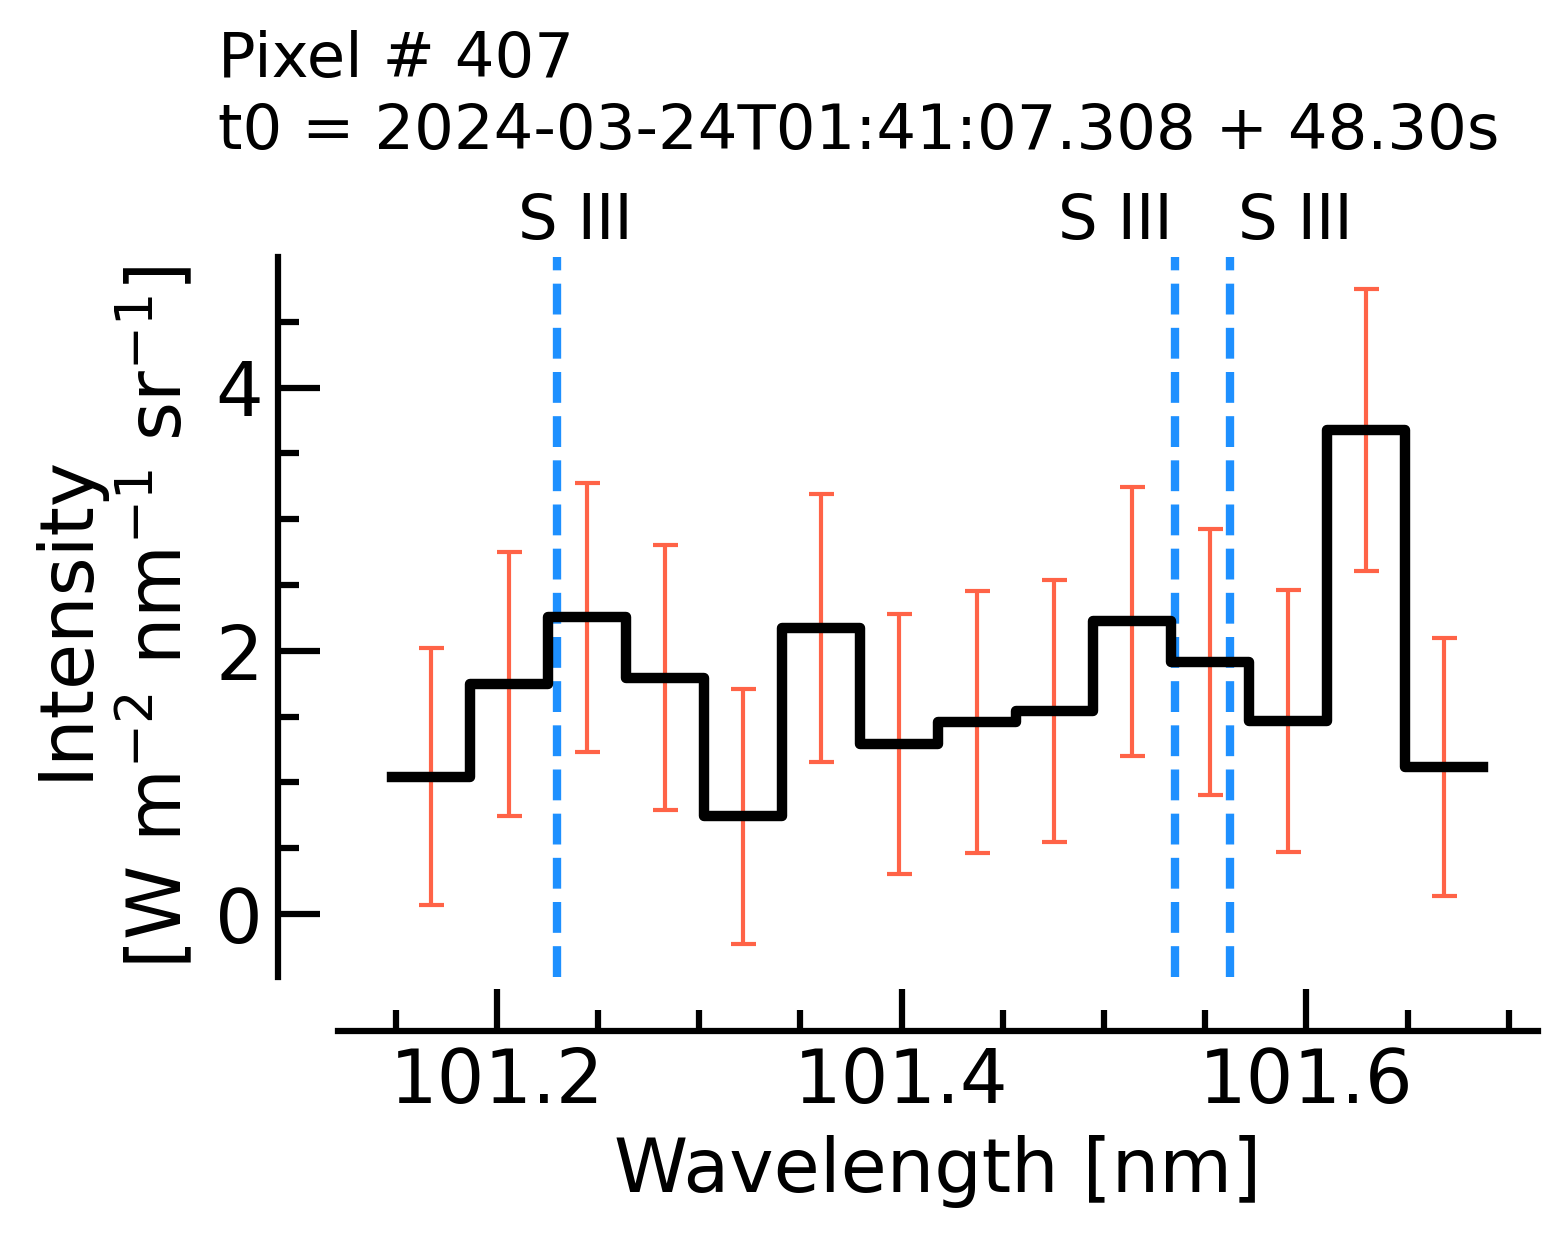 Pixel # 407
t0 = 2024-03-24T01:41:07.308 + 48.30s
S III
S III
S III
Intensity
[W m⁻² nm⁻¹ sr⁻¹]
4
2
0
101.2
101.4
101.6
Wavelength [nm]